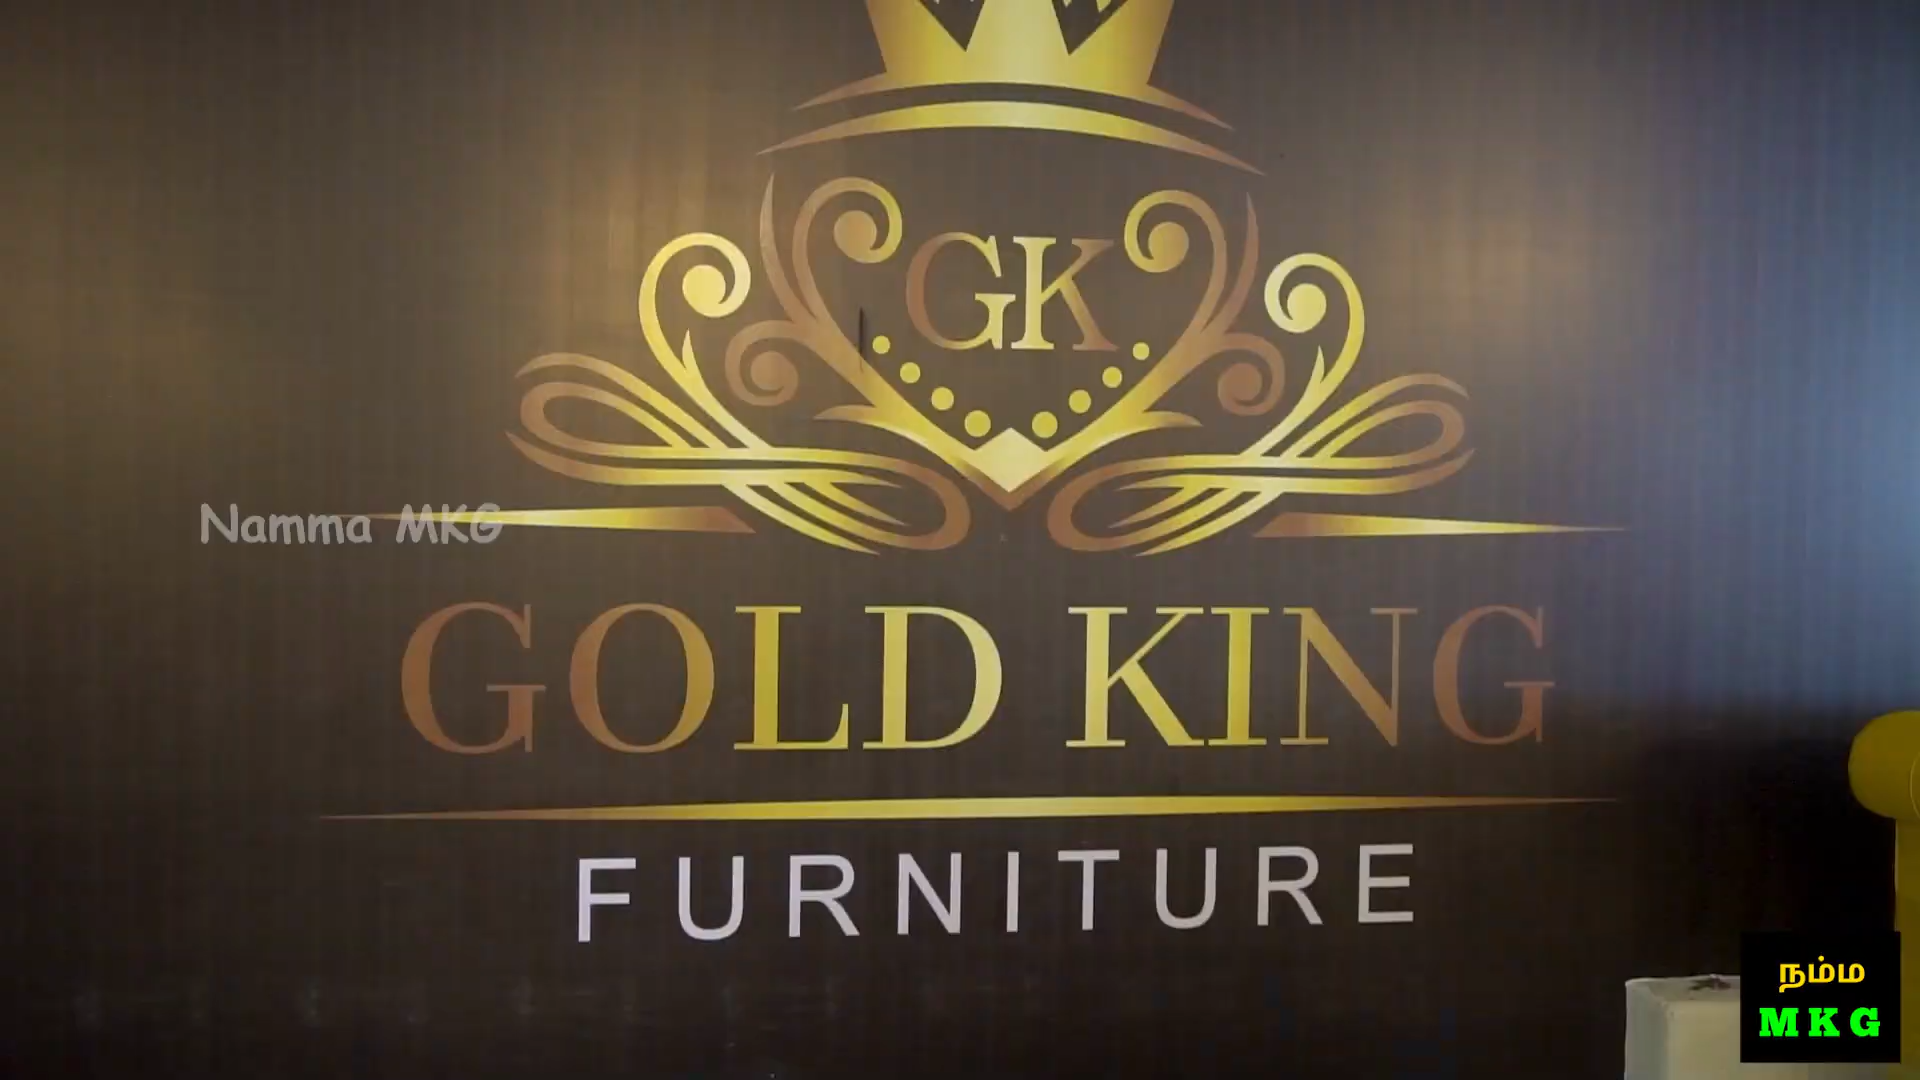 GK
Namma MKG
GOLD KING
FURNITURE
நம்ம
MKG